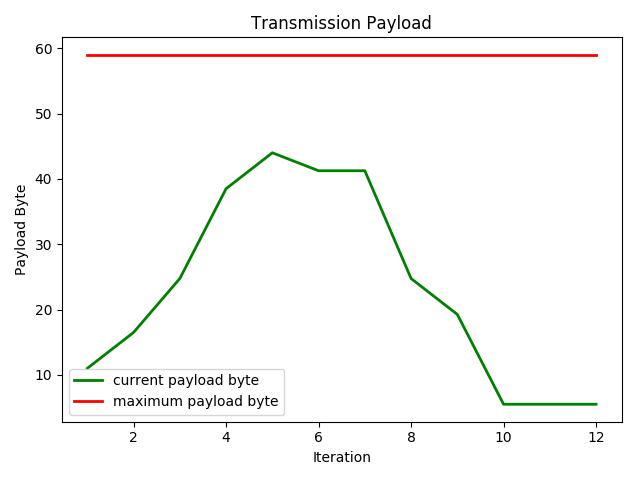 Transmission Payload
Payload Byte
60
50
40
30
20
10
current payload byte
maximum payload byte
2 4 6 8 10 12
Iteration